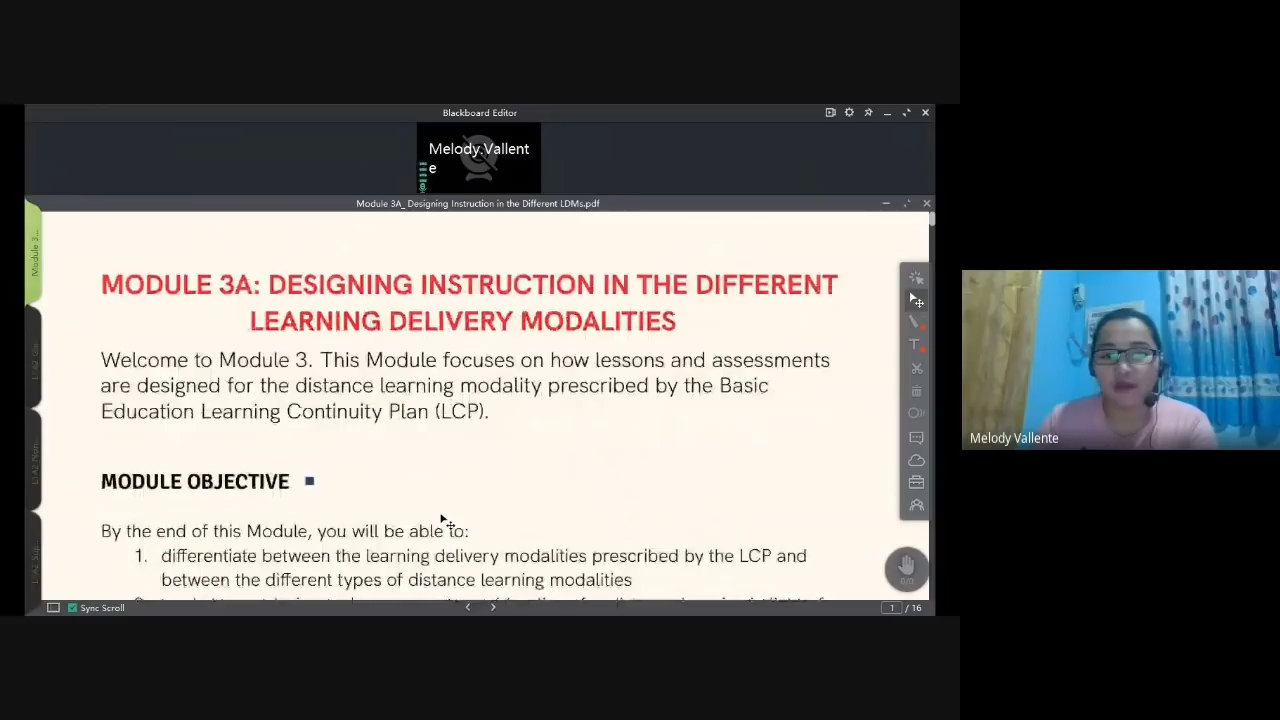 Blackboard Editor
Melody.Vallent
e
Module 3A_ Designing Instruction in the Different LDMs.pdf
Module 3...
MODULE 3A: DESIGNING INSTRUCTION IN THE DIFFERENT
LEARNING DELIVERY MODALITIES
Welcome to Module 3. This Module focuses on how lessons and assessments
are designed for the distance learning modality prescribed by the Basic
Education Learning Continuity Plan (LCP).
MODULE OBJECTIVE
By the end of this Module, you will be able to:
1. differentiate between the learning delivery modalities prescribed by the LCP and
between the different types of distance learning modalities
Sync Scroll
1 / 16
Melody Vallente